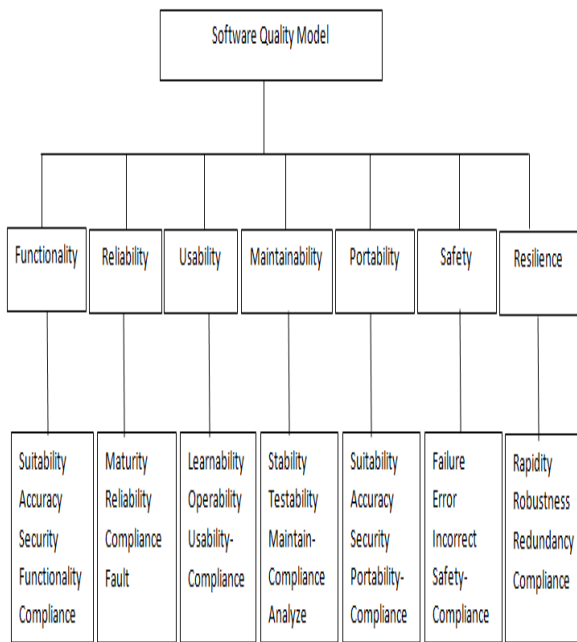 Software Quality Model
Functionality
Reliability
Usability
Maintainability
Portability
Safety
Resilience
Suitability
Accuracy
Security
Functionality
Compliance
Maturity
Reliability
Compliance
Fault
Learnability
Operability
Usability-
Compliance
Stability
Testability
Maintain-
Compliance
Analyze
Suitability
Accuracy
Security
Portability-
Compliance
Failure
Error
Incorrect
Safety-
Compliance
Rapidity
Robustness
Redundancy
Compliance